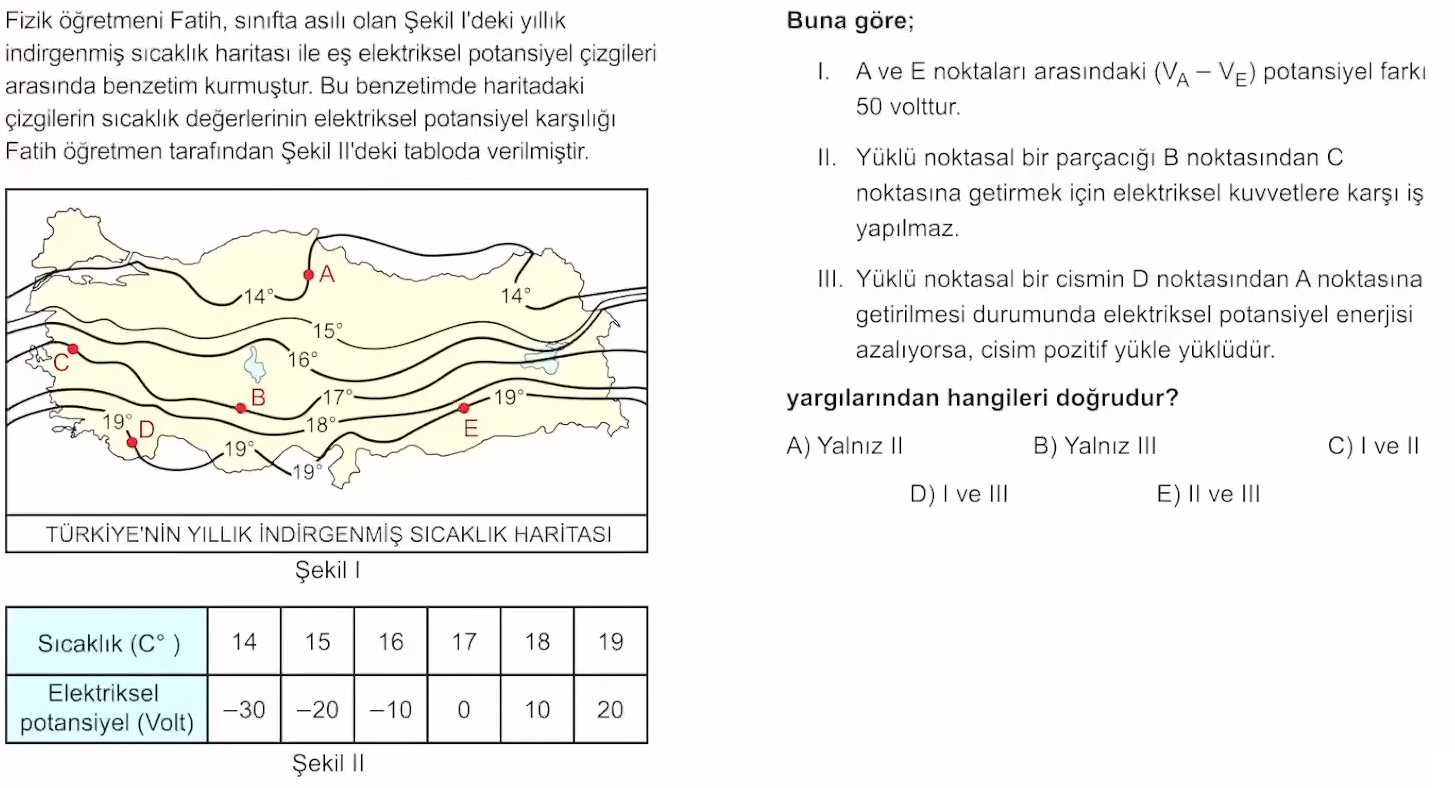 Fizik öğretmeni Fatih, sınıfta asılı olan Şekil I'deki yıllık
indirgenmiş sıcaklık haritası ile eş elektriksel potansiyel çizgileri
arasında benzetim kurmuştur. Bu benzetimde haritadaki
çizgilerin sıcaklık değerlerinin elektriksel potansiyel karşılığı
Fatih öğretmen tarafından Şekil II'deki tabloda verilmiştir.
A
14°
14°
15°
16°
C
B
17°
19°
18°
E
19°
D
19°
19°
TÜRKİYE'NİN YILLIK İNDİRGENMİŞ SICAKLIK HARİTASI
Şekil I
Sıcaklık (C° ) 14 15 16 17 18 19
Elektriksel
potansiyel (Volt) –30 –20 –10 0 10 20
Şekil II
Buna göre;
I. A ve E noktaları arasındaki (V_A – V_E) potansiyel farkı
50 volttur.
II. Yüklü noktasal bir parçacığı B noktasından C
noktasına getirmek için elektriksel kuvvetlere karşı iş
yapılmaz.
III. Yüklü noktasal bir cismin D noktasından A noktasına
getirilmesi durumunda elektriksel potansiyel enerjisi
azalıyorsa, cisim pozitif yükle yüklüdür.
yargılarından hangileri doğrudur?
A) Yalnız II B) Yalnız III C) I ve II
D) I ve III E) II ve III